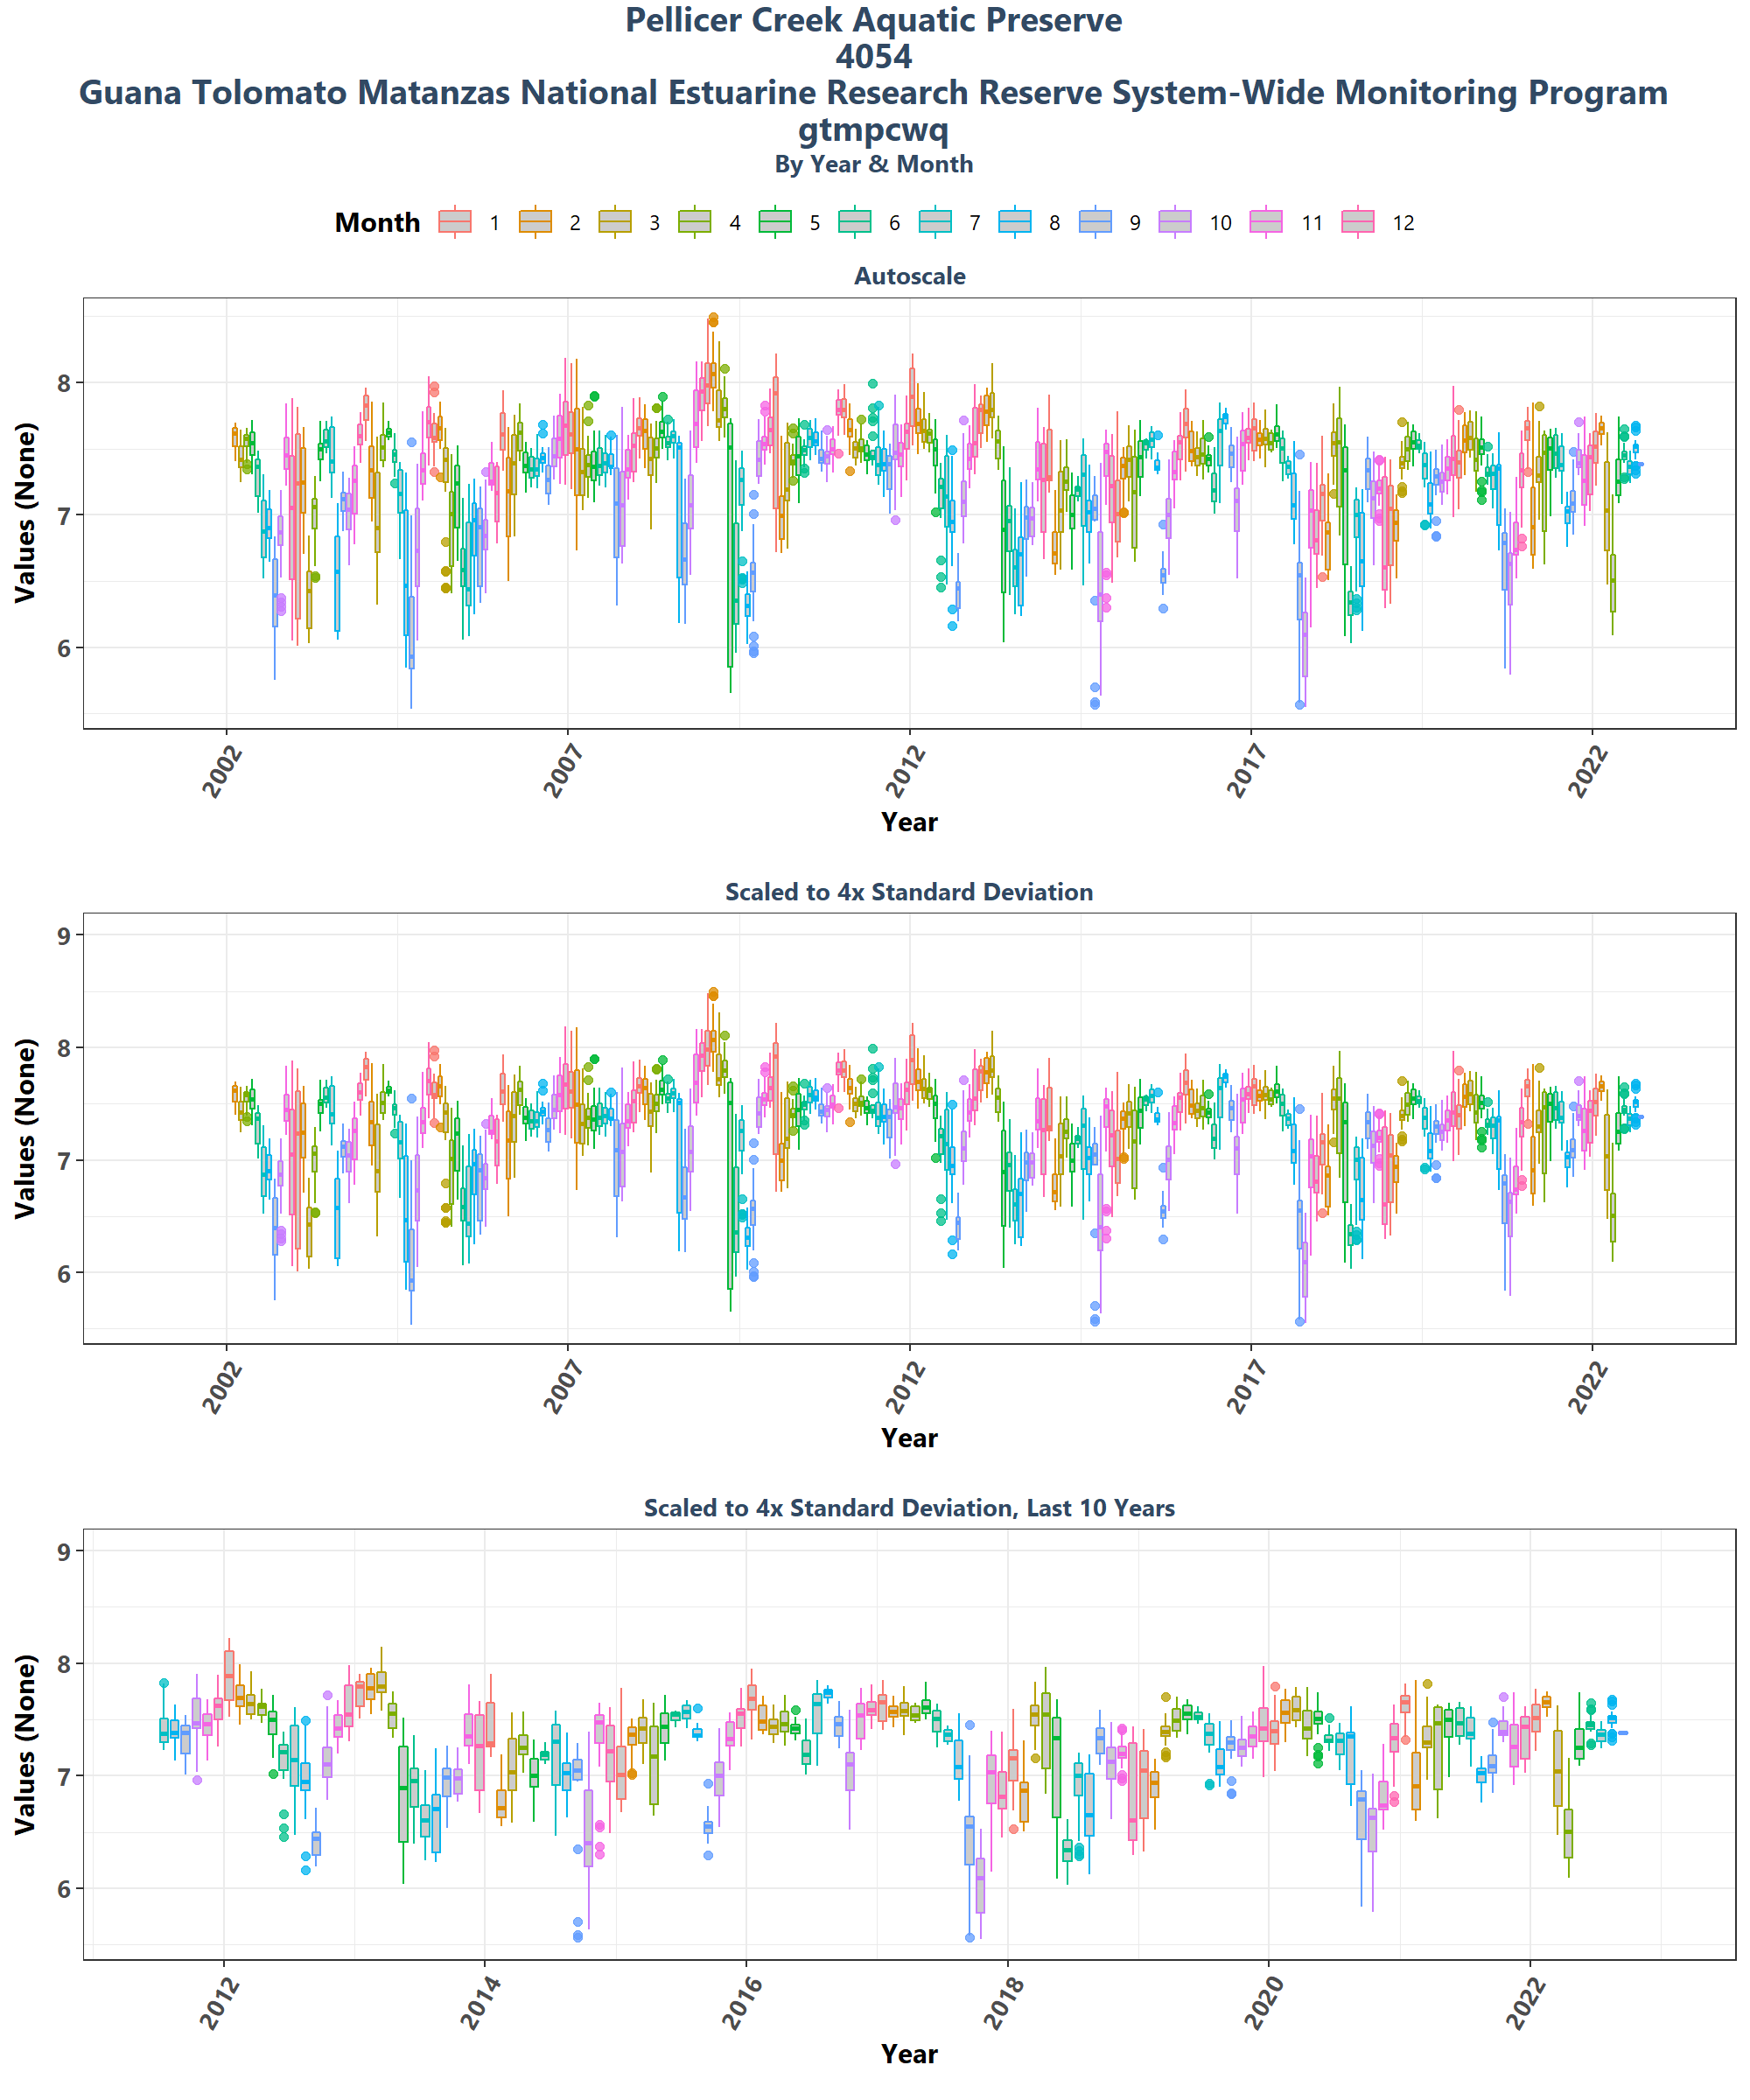 Pellicer Creek Aquatic Preserve
4054
Guana Tolomato Matanzas National Estuarine Research Reserve System-Wide Monitoring Program
gtmpcwq
By Year & Month
Month 1 2 3 4 5 6 7 8 9 10 11 12
Autoscale
Values (None)
8
7
6
2002 2007 2012 2017 2022
Year
Scaled to 4x Standard Deviation
Values (None)
9
8
7
6
2002 2007 2012 2017 2022
Year
Scaled to 4x Standard Deviation, Last 10 Years
Values (None)
9
8
7
6
2012 2014 2016 2018 2020 2022
Year